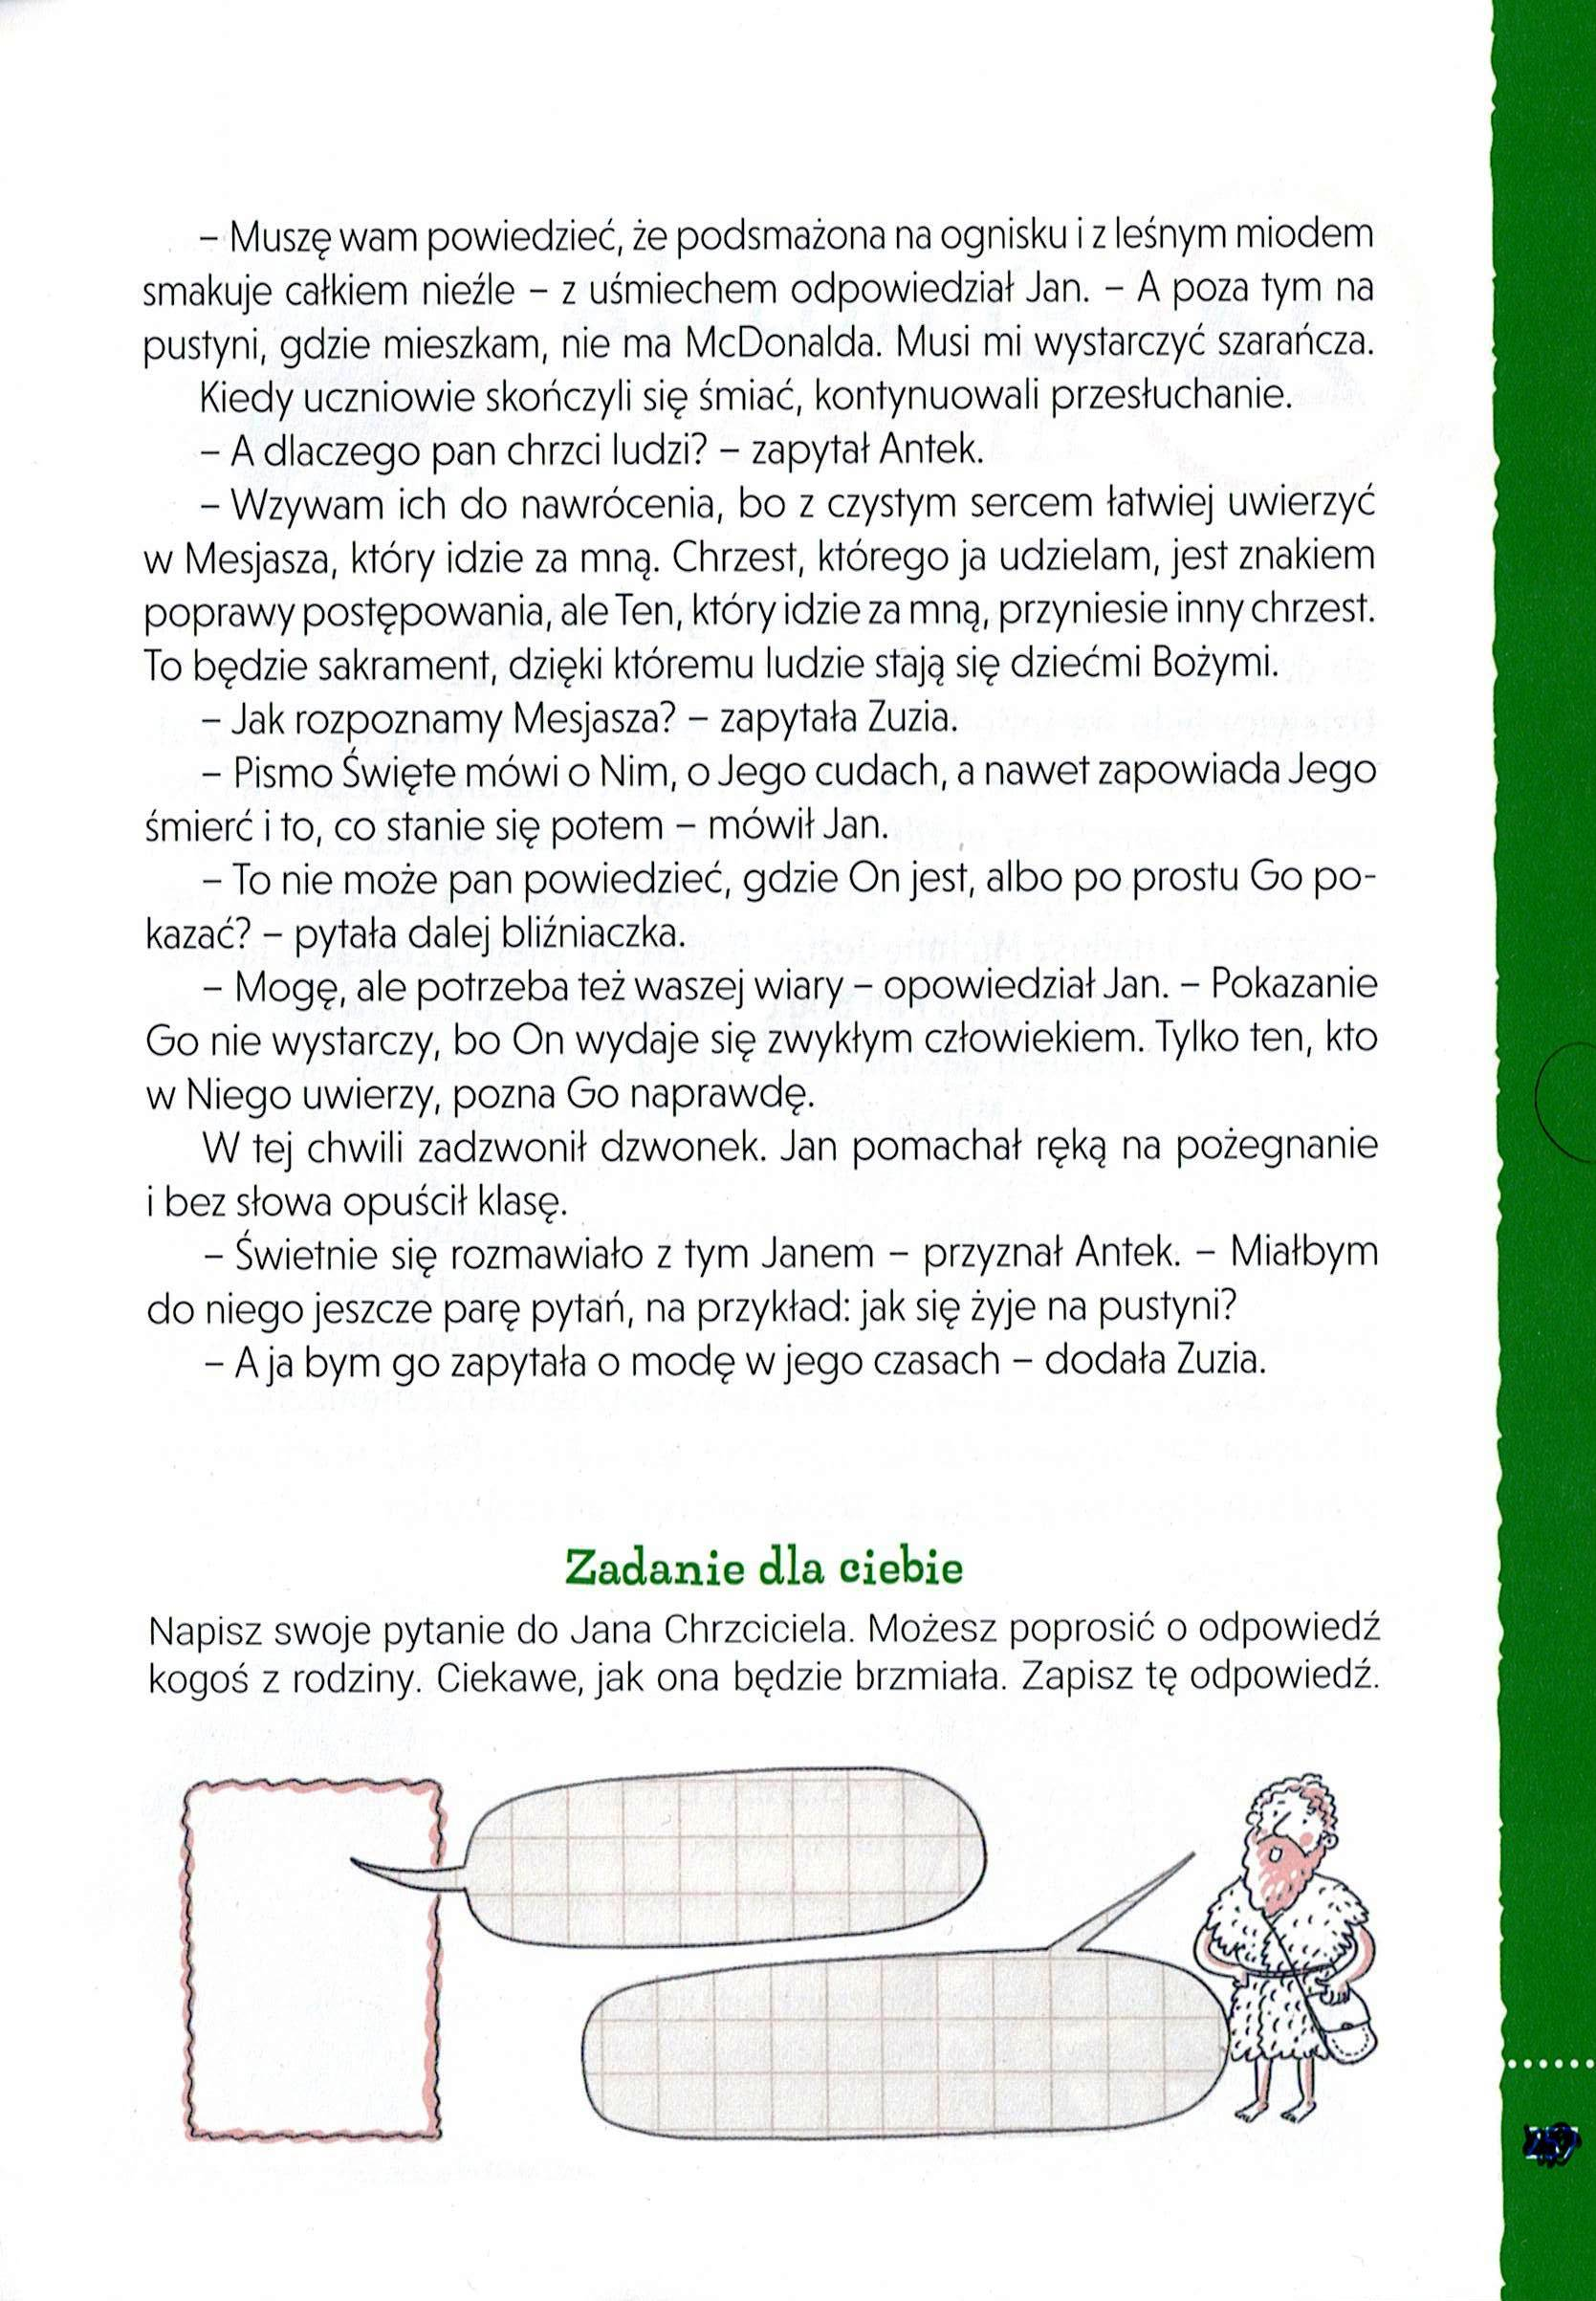 – Muszę wam powiedzieć, że podsmażona na ognisku i z leśnym miodem
smakuje całkiem nieźle – z uśmiechem odpowiedział Jan. – A poza tym na
pustyni, gdzie mieszkam, nie ma McDonalda. Musi mi wystarczyć szarańcza.
Kiedy uczniowie skończyli się śmiać, kontynuowali przesłuchanie.
– A dlaczego pan chrzci ludzi? – zapytał Antek.
– Wzywam ich do nawrócenia, bo z czystym sercem łatwiej uwierzyć
w Mesjasza, który idzie za mną. Chrzest, którego ja udzielam, jest znakiem
poprawy postępowania, ale Ten, który idzie za mną, przyniesie inny chrzest.
To będzie sakrament, dzięki któremu ludzie stają się dziećmi Bożymi.
– Jak rozpoznamy Mesjasza? – zapytała Zuzia.
– Pismo Święte mówi o Nim, o Jego cudach, a nawet zapowiada Jego
śmierć i to, co stanie się potem – mówił Jan.
– To nie może pan powiedzieć, gdzie On jest, albo po prostu Go po-
kazać? – pytała dalej bliźniaczka.
– Mogę, ale potrzeba też waszej wiary – opowiedział Jan. – Pokazanie
Go nie wystarczy, bo On wydaje się zwykłym człowiekiem. Tylko ten, kto
w Niego uwierzy, pozna Go naprawdę.
W tej chwili zadzwonił dzwonek. Jan pomachał ręką na pożegnanie
i bez słowa opuścił klasę.
– Świetnie się rozmawiało z tym Janem – przyznał Antek. – Miałbym
do niego jeszcze parę pytań, na przykład: jak się żyje na pustyni?
– A ja bym go zapytała o modę w jego czasach – dodała Zuzia.
Zadanie dla ciebie
Napisz swoje pytanie do Jana Chrzciciela. Możesz poprosić o odpowiedź
kogoś z rodziny. Ciekawe, jak ona będzie brzmiała. Zapisz tę odpowiedź.